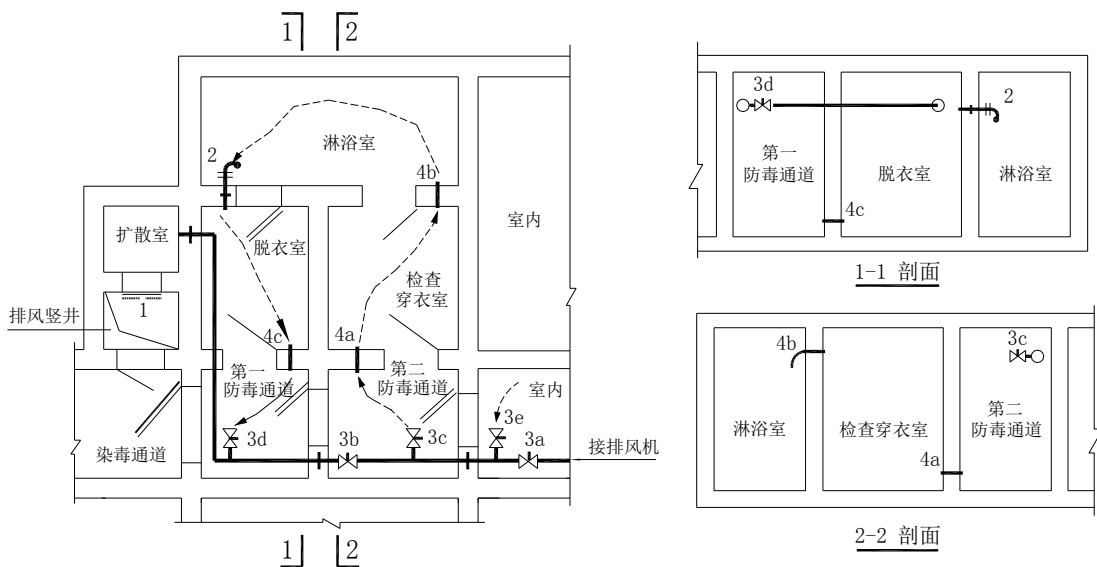 1
2
淋浴室
2
4b
扩散室
脱衣室
室内
检查
穿衣室
1
排风竖井
4c
4a
第一
防毒通道
第二
防毒通道
室内
3e
3d
3b
3c
3a
染毒通道
接排风机
1
2
3d
2
第一
防毒通道
脱衣室
淋浴室
4c
1-1 剖面
4b
3c
淋浴室
检查穿衣室
第二
防毒通道
4a
2-2 剖面